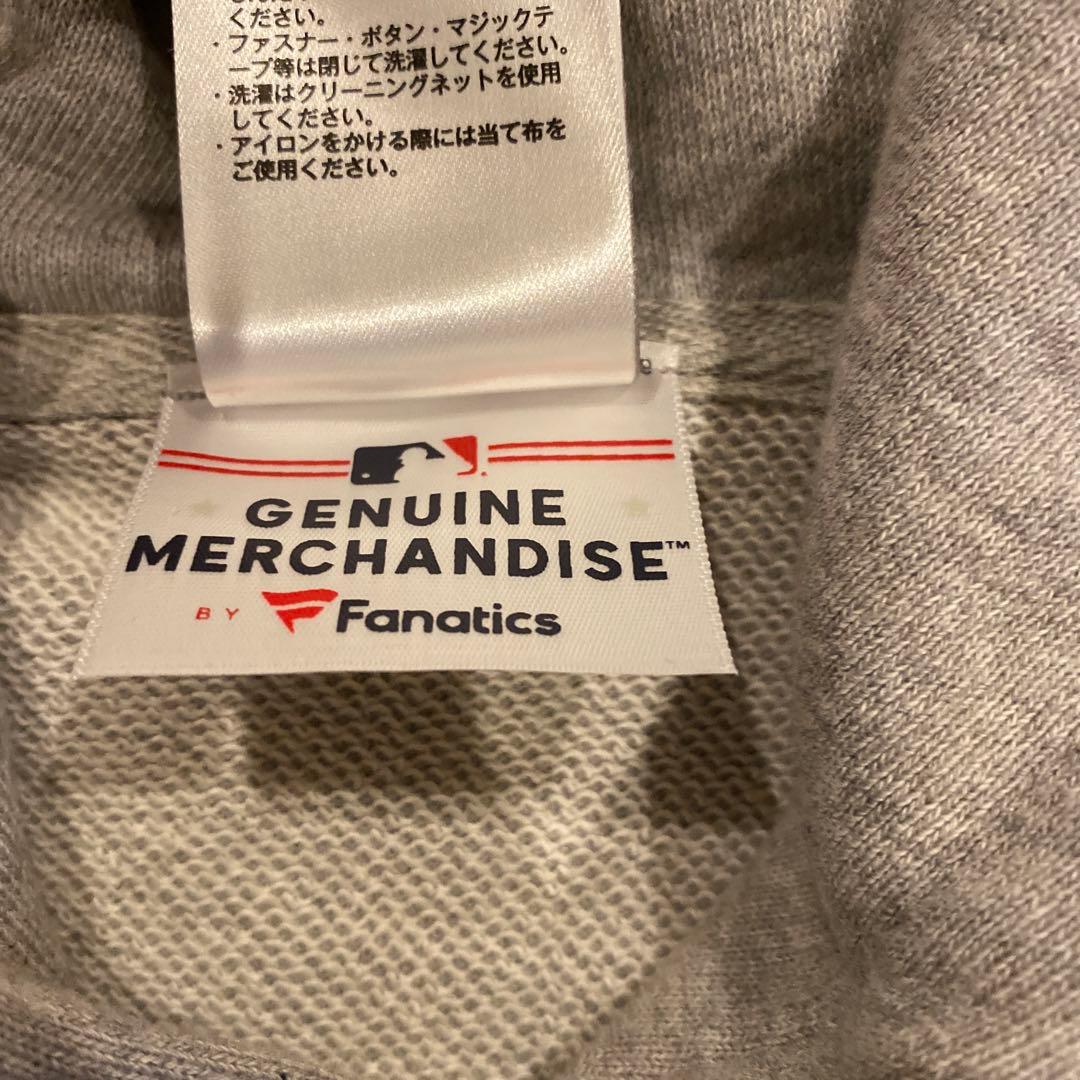 ください。
・ファスナー・ボタン・マジックテ
ープ等は閉じて洗濯してください。
・洗濯はクリーニングネットを使用
してください。
・アイロンをかける際には当て布を
ご使用ください。
GENUINE
MERCHANDISE™
BY Fanatics